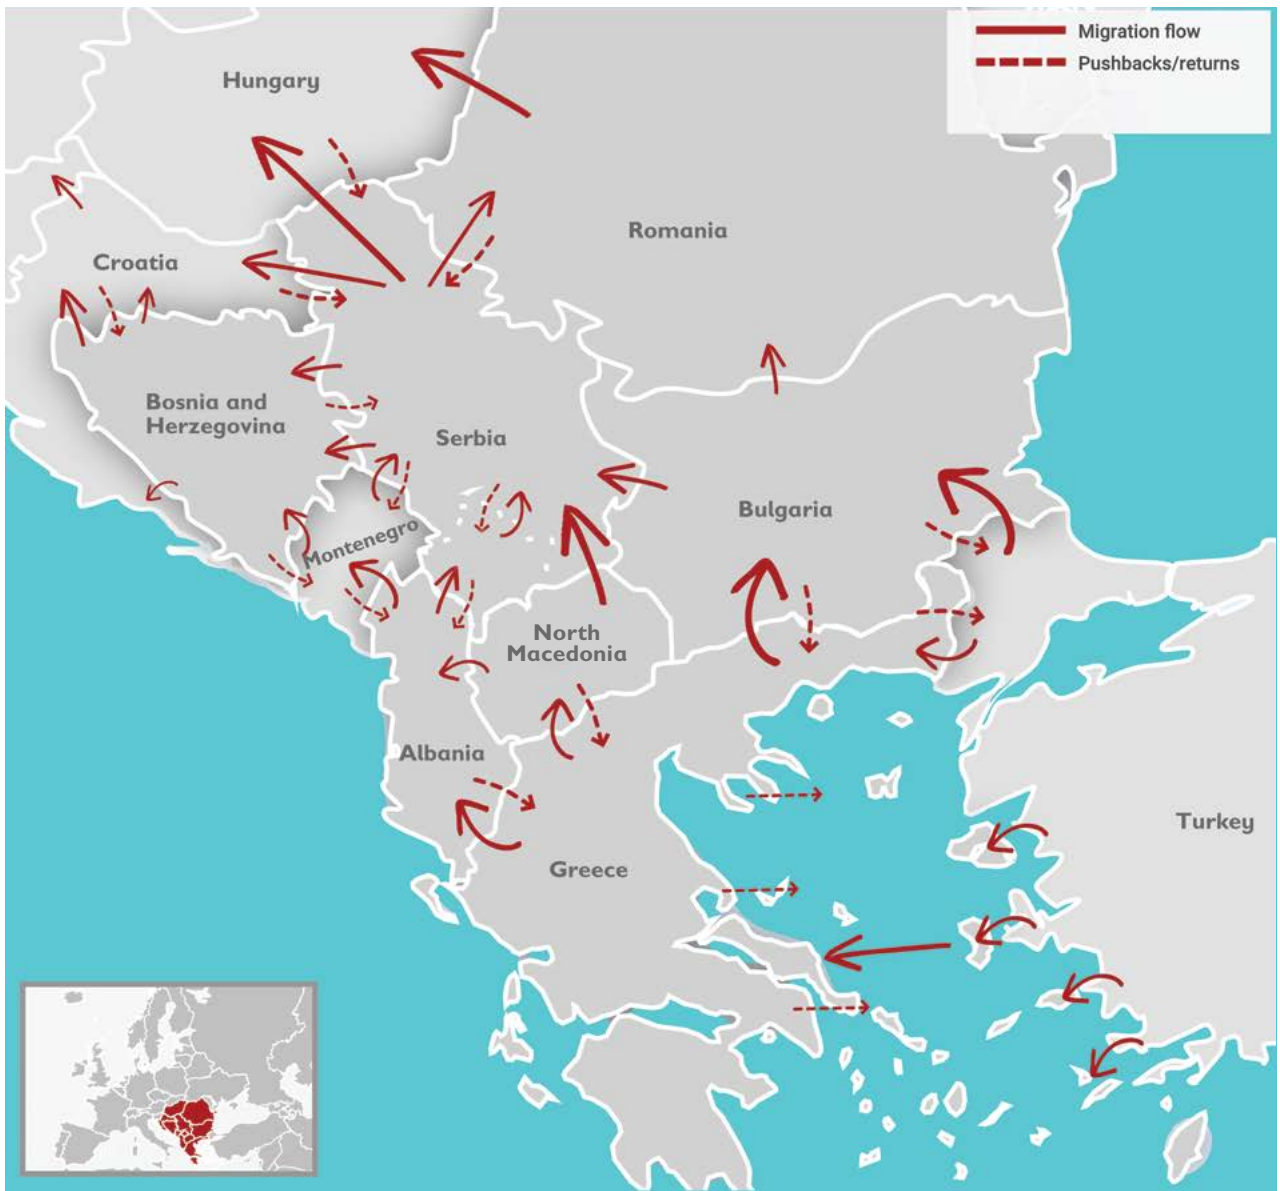 Migration flow
Pushbacks/returns
Hungary
Romania
Croatia
Bosnia and
Herzegovina
Serbia
Bulgaria
Montenegro
North
Macedonia
Albania
Turkey
Greece